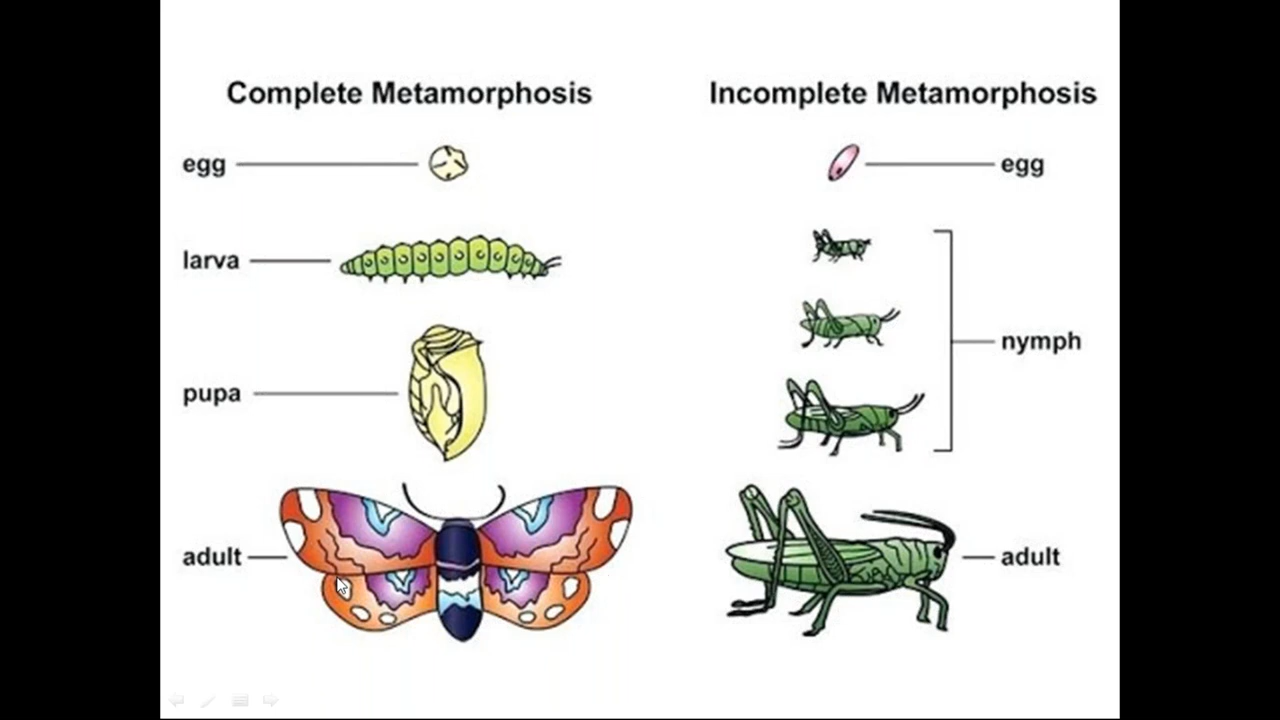 Complete Metamorphosis
egg
larva
pupa
adult
Incomplete Metamorphosis
egg
nymph
adult